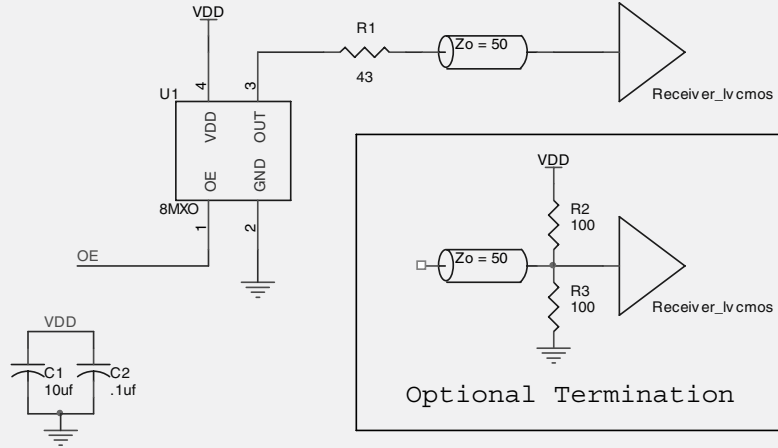 VDD
R1
43
Zo = 50
Receiver_lvcmos
U1
4
3
VDD
OUT
OE
GND
8MXO
1
2
OE
VDD
C1
10uf
C2
.1uf
VDD
R2
100
Zo = 50
R3
100
Receiver_lvcmos
Optional Termination